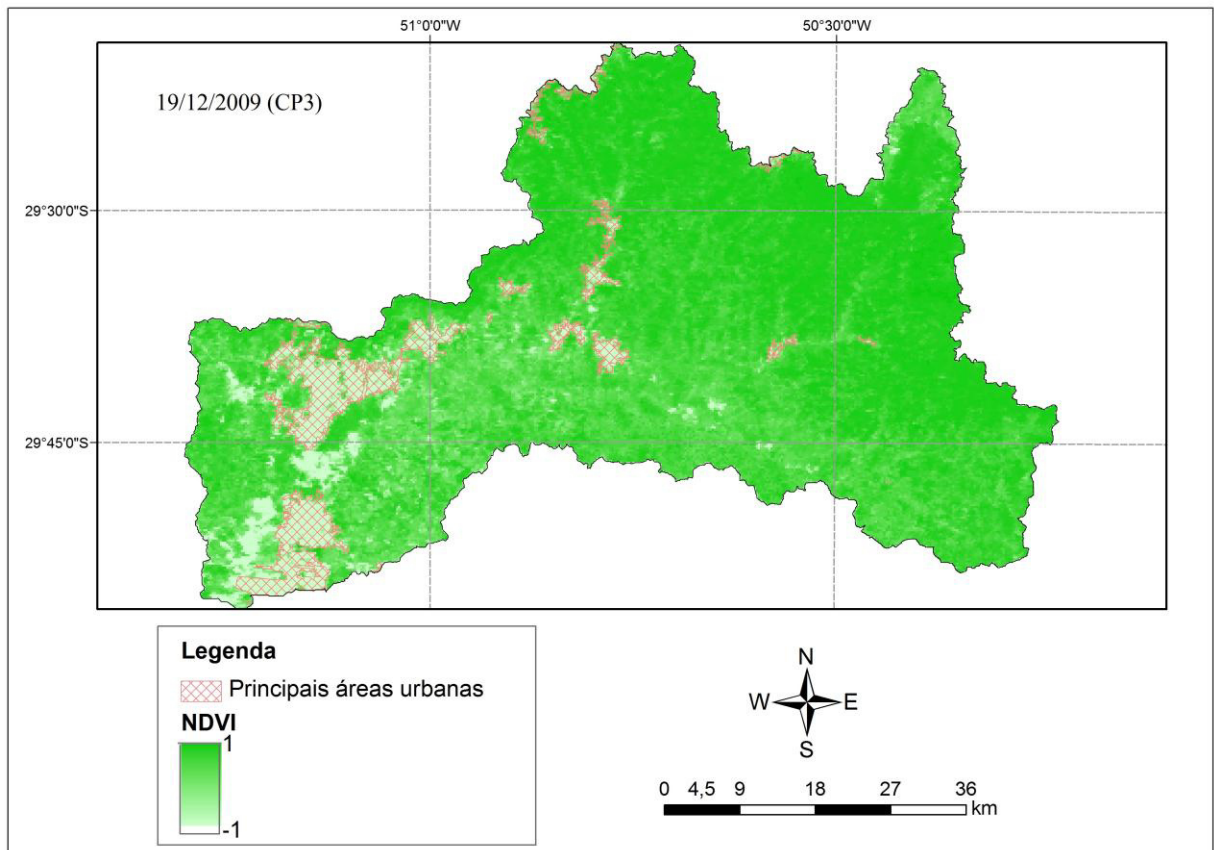 51°0'0"W
50°30'0"W
19/12/2009 (CP3)
29°30'0"S
29°45'0"S
Legenda
Principais áreas urbanas
NDVI
1
-1
N
W
E
S
0 4,5 9 18 27 36
km